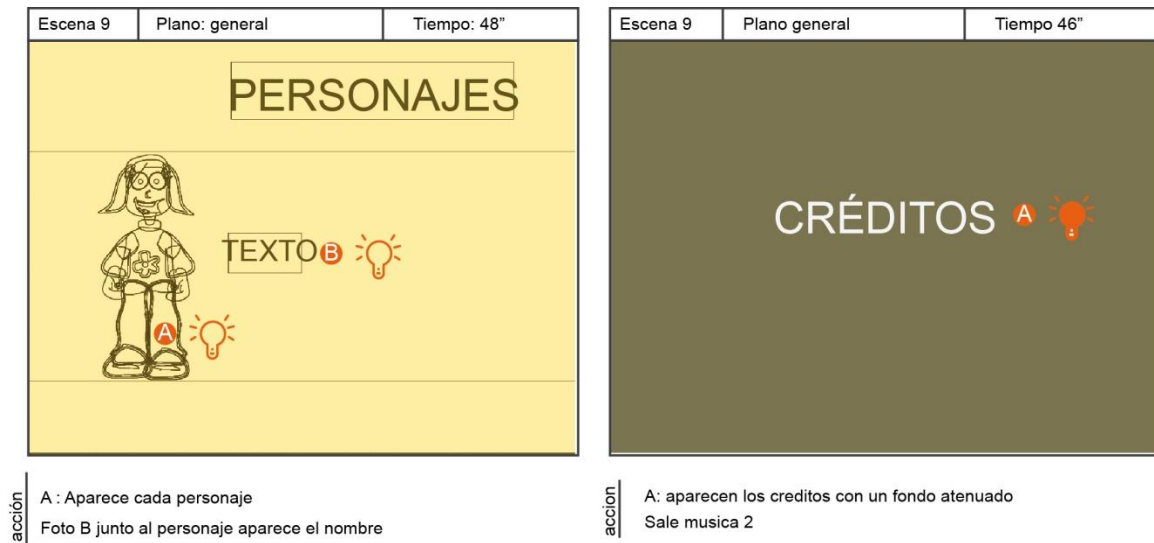 Escena 9 Plano: general Tiempo: 48”
PERSONAJES
TEXTO B
A
acción
A : Aparece cada personaje
Foto B junto al personaje aparece el nombre
Escena 9 Plano general Tiempo 46”
CRÉDITOS A
accion
A: aparecen los creditos con un fondo atenuado
Sale musica 2